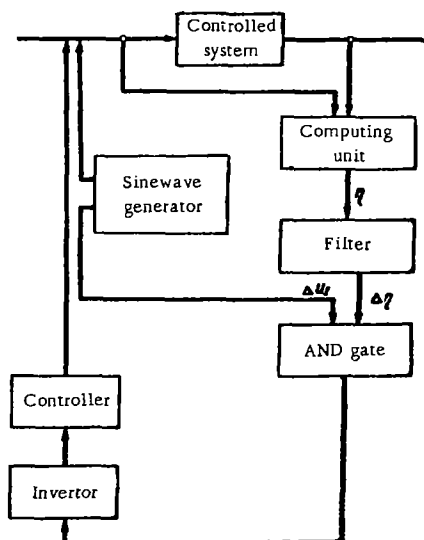 Controlled
system
Computing
unit
Sinewave
generator
η
Filter
Δu₁
Δη
AND gate
Controller
Invertor